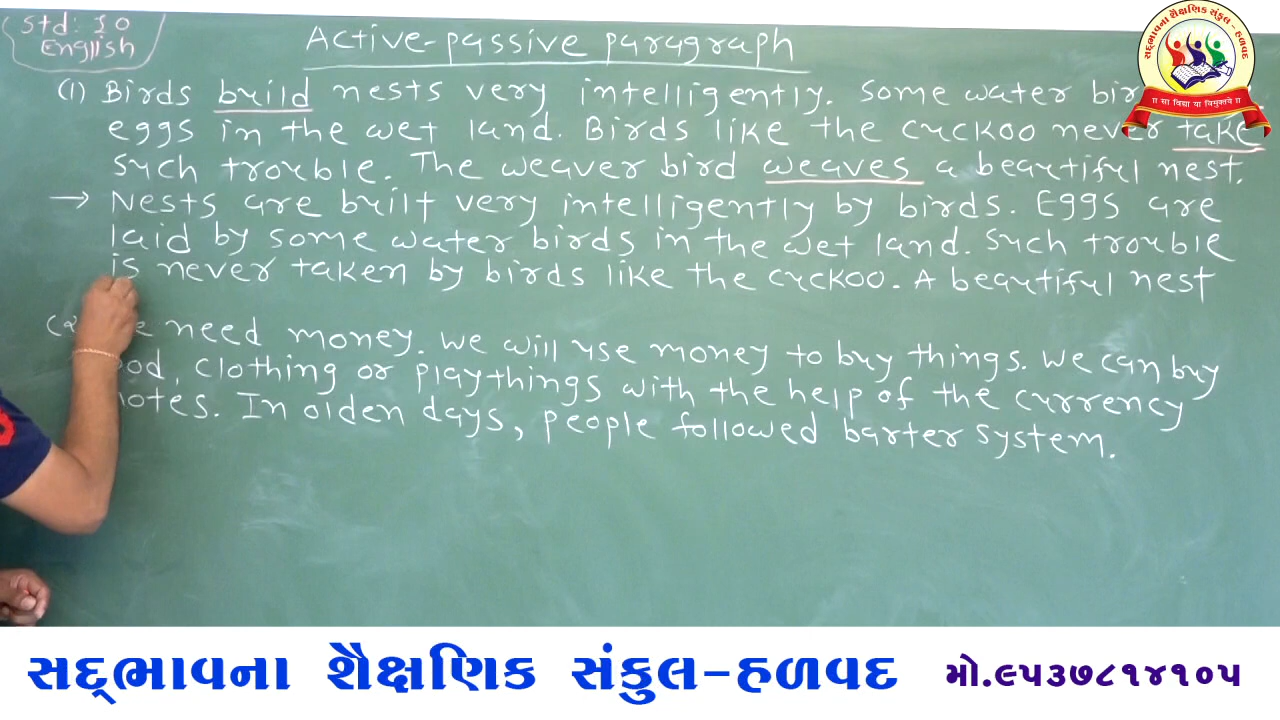 Std: 10
English
Active-passive paragraph
(1) Birds build nests very intelligently. Some water
eggs in the wet land. Birds like the cuckoo never take
such trouble. The weaver bird weaves a beautiful nest.
→ Nests are built very intelligently by birds. Eggs are
laid by some water birds in the wet land. Such trouble
is never taken by birds like the cuckoo. A beautiful nest
need money. We will use money to buy things. We can buy
clothing or playthings with the help of the currency
In olden days, people followed barter system.
સદ્ભાવના શૈક્ષણિક સંકુલ - હળવદ
॥ सा विद्या या विमुक्तये ॥
સદ્ભાવના શૈક્ષણિક સંકુલ-હળવદ મો.૯૫૩૭૮૧૪૧૦૫